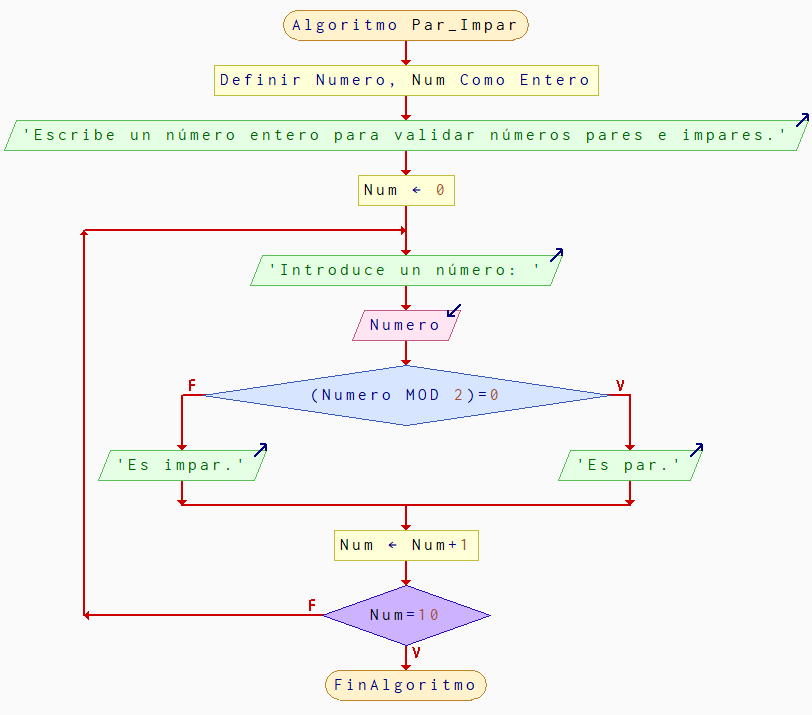 Algoritmo Par_Impar
Definir Numero, Num Como Entero
'Escribe un número entero para validar números pares e impares.'
Num ← 0
'Introduce un número: '
Numero
F
V
(Numero MOD 2)=0
'Es impar.'
'Es par.'
Num ← Num+1
F
Num=10
V
FinAlgoritmo